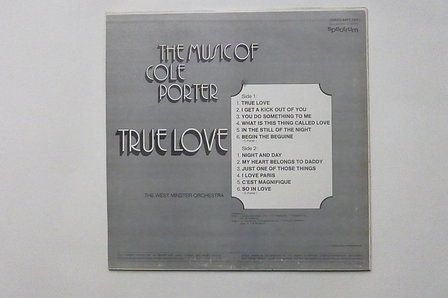 Spectrum
THE MUSIC OF
COLE
PORTER
TRUE LOVE
THE WEST MINSTER ORCHESTRA
Side 1:
1. TRUE LOVE
2. I GET A KICK OUT OF YOU
3. YOU DO SOMETHING TO ME
4. WHAT IS THIS THING CALLED LOVE
5. IN THE STILL OF THE NIGHT
6. BEGIN THE BEGUINE
Side 2:
1. NIGHT AND DAY
2. MY HEART BELONGS TO DADDY
3. JUST ONE OF THOSE THINGS
4. I LOVE PARIS
5. C'EST MAGNIFIQUE
6. SO IN LOVE